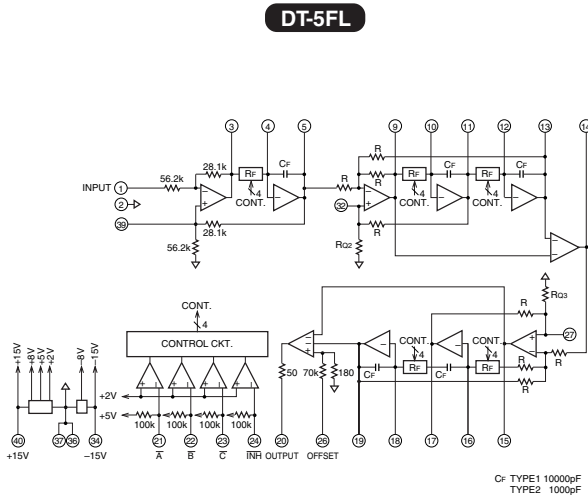 DT-5FL
3 4 5 9 10 11 12 13 14
28.1k RF CF R RF CF RF CF
56.2k R
INPUT 1 R
CONT. 4 CONT. 4 CONT. 4
2 32
39 28.1k R
56.2k RQ2
RQ3
CONT. R 27
4 CONT. CONT. R
CONTROL CKT. 4 4
+15V +8V +5V +2V -8V -15V
50 70k 180 CF RF CF RF R
+2V R
+5V
100k 100k 100k 100k
40 37 36 34 21 22 23 24 20 26 19 18 17 16 15
+15V -15V A B C INH OUTPUT OFFSET
CF TYPE1 10000pF
TYPE2 1000pF